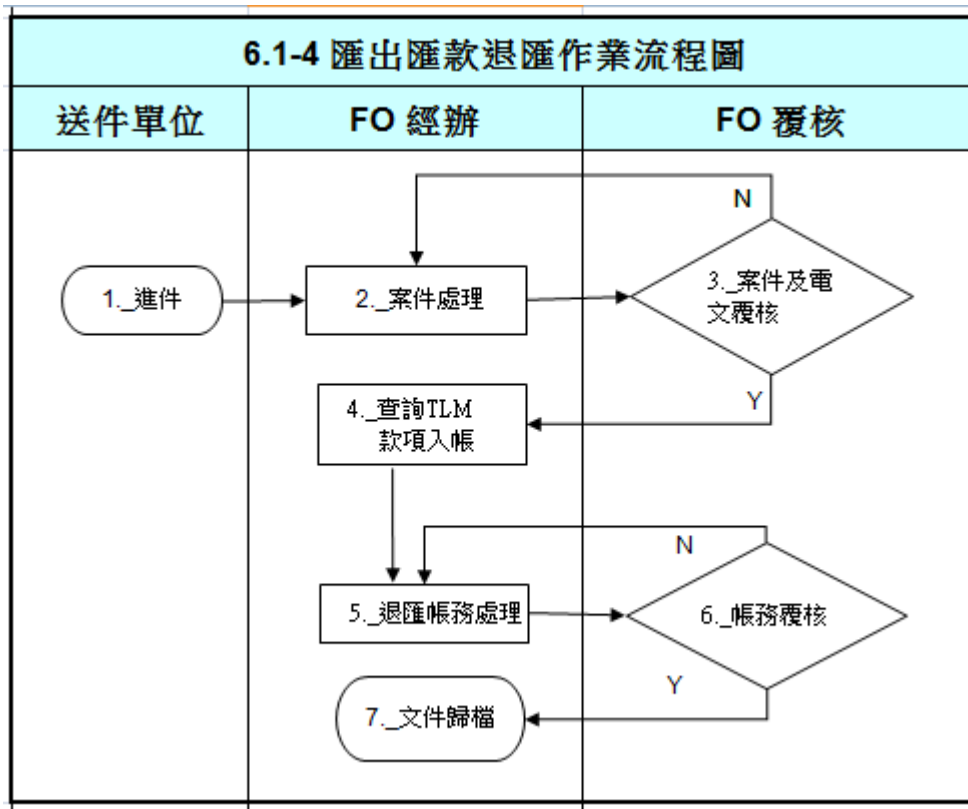 6.1-4 匯出匯款退匯作業流程圖
送件單位
FO 經辦
FO 覆核
N
1._進件
2._案件處理
3._案件及電
文覆核
4._查詢TLM
款項入帳
Y
N
5._退匯帳務處理
6._帳務覆核
Y
7._文件歸檔